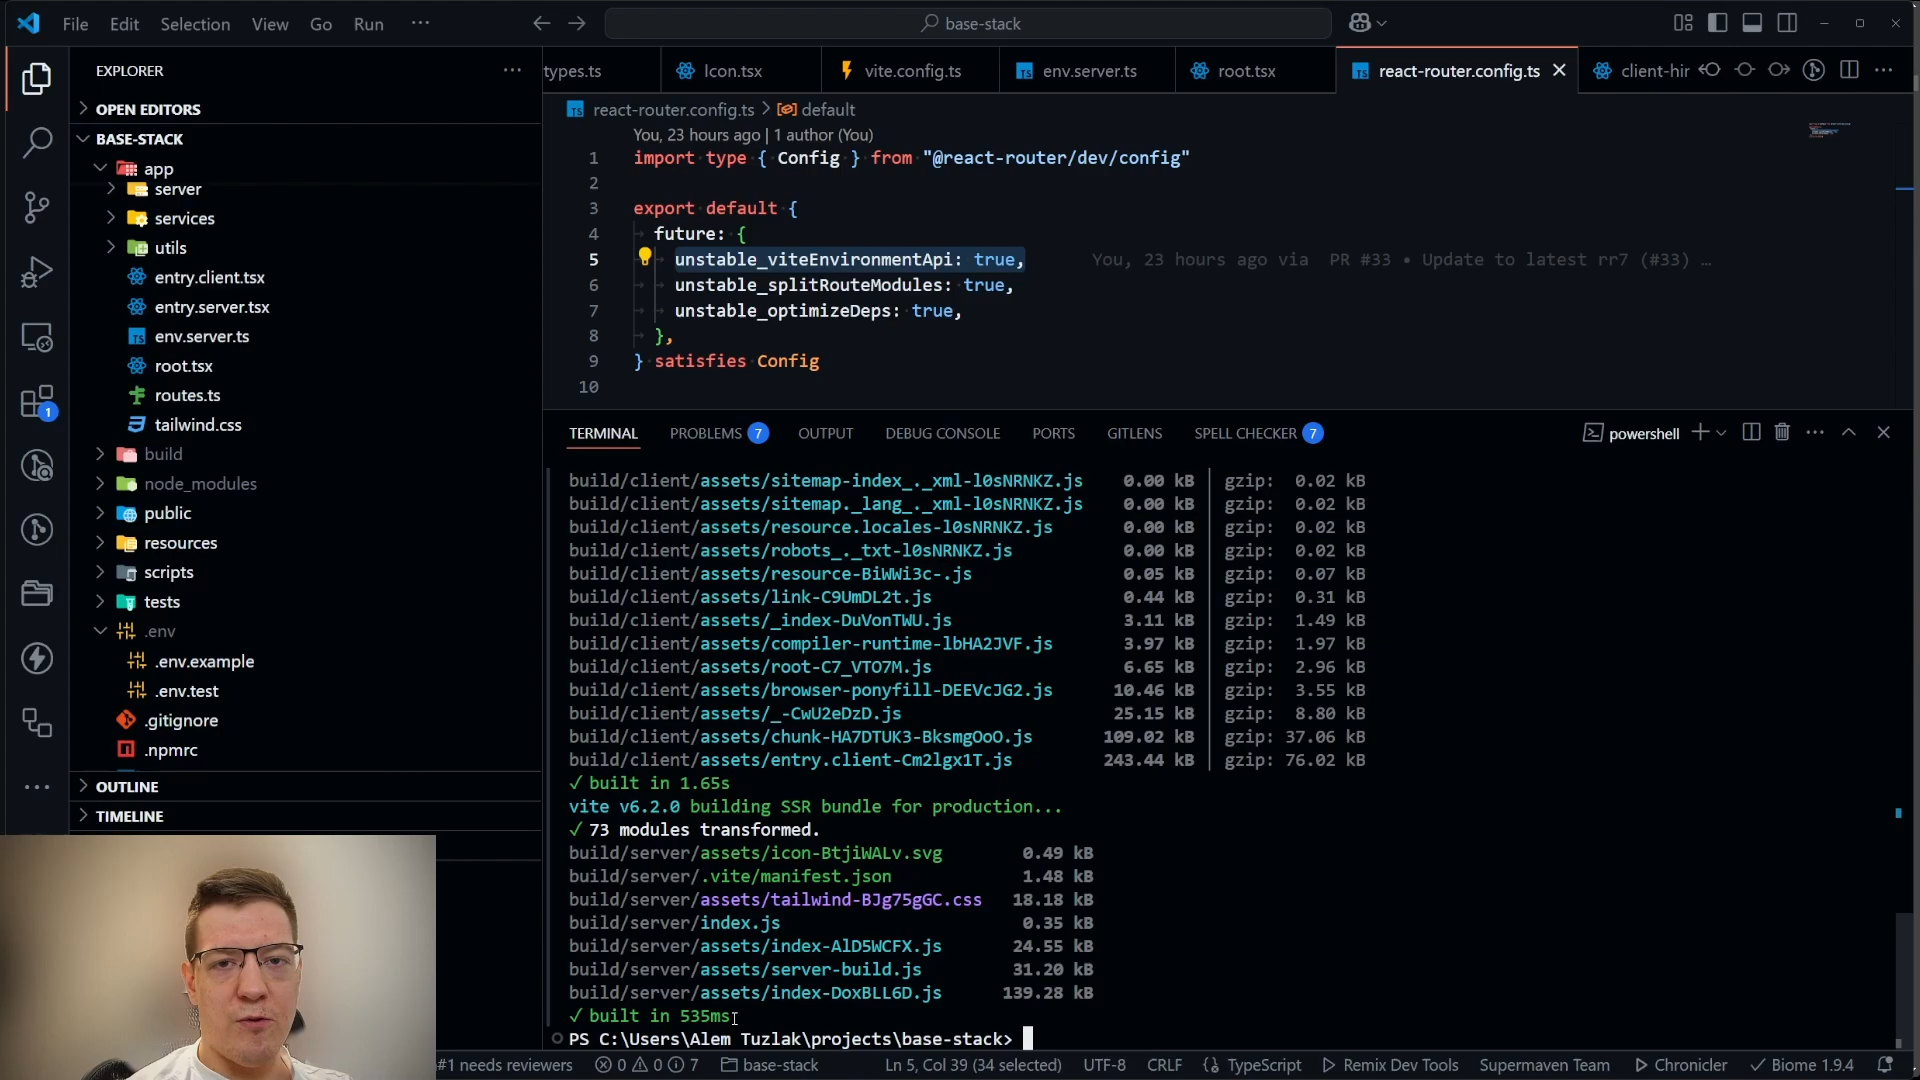 File Edit Selection View Go Run ···
base-stack
EXPLORER
OPEN EDITORS
BASE-STACK
app
server
services
utils
entry.client.tsx
entry.server.tsx
env.server.ts
root.tsx
routes.ts
tailwind.css
build
node_modules
public
resources
scripts
tests
.env
.env.example
.env.test
.gitignore
.npmrc
OUTLINE
TIMELINE
1
types.ts
Icon.tsx
vite.config.ts
env.server.ts
root.tsx
react-router.config.ts
client-hir
react-router.config.ts > default
You, 23 hours ago | 1 author (You)
1 import type { Config } from "@react-router/dev/config"
2
3 export default {
4 future: {
5 unstable_viteEnvironmentApi: true, You, 23 hours ago via PR #33 • Update to latest rr7 (#33) …
6 unstable_splitRouteModules: true,
7 unstable_optimizeDeps: true,
8 },
9 } satisfies Config
10
TERMINAL PROBLEMS 7 OUTPUT DEBUG CONSOLE PORTS GITLENS SPELL CHECKER 7 powershell
build/client/assets/sitemap-index_._xml-l0sNRNKZ.js 0.00 kB │ gzip: 0.02 kB
build/client/assets/sitemap._lang_._xml-l0sNRNKZ.js 0.00 kB │ gzip: 0.02 kB
build/client/assets/resource.locales-l0sNRNKZ.js 0.00 kB │ gzip: 0.02 kB
build/client/assets/robots_._txt-l0sNRNKZ.js 0.00 kB │ gzip: 0.02 kB
build/client/assets/resource-BiWWi3c-.js 0.05 kB │ gzip: 0.07 kB
build/client/assets/link-C9UmDL2t.js 0.44 kB │ gzip: 0.31 kB
build/client/assets/_index-DuVonTWU.js 3.11 kB │ gzip: 1.49 kB
build/client/assets/compiler-runtime-lbHA2JVF.js 3.97 kB │ gzip: 1.97 kB
build/client/assets/root-C7_VTO7M.js 6.65 kB │ gzip: 2.96 kB
build/client/assets/browser-ponyfill-DEEVcJG2.js 10.46 kB │ gzip: 3.55 kB
build/client/assets/_-CwU2eDzD.js 25.15 kB │ gzip: 8.80 kB
build/client/assets/chunk-HA7DTUK3-BksmgOoO.js 109.02 kB │ gzip: 37.06 kB
build/client/assets/entry.client-Cm2lgx1T.js 243.44 kB │ gzip: 76.02 kB
✓ built in 1.65s
vite v6.2.0 building SSR bundle for production...
✓ 73 modules transformed.
build/server/assets/icon-BtjiWALv.svg 0.49 kB
build/server/.vite/manifest.json 1.48 kB
build/server/assets/tailwind-BJg75gGC.css 18.18 kB
build/server/index.js 0.35 kB
build/server/assets/index-AlD5WCFX.js 24.55 kB
build/server/assets/server-build.js 31.20 kB
build/server/assets/index-DoxBLL6D.js 139.28 kB
✓ built in 535ms
PS C:\Users\Alem Tuzlak\projects\base-stack>
#1 needs reviewers 0 0 7 base-stack Ln 5, Col 39 (34 selected) UTF-8 CRLF TypeScript Remix Dev Tools Supermaven Team Chronicler Biome 1.9.4